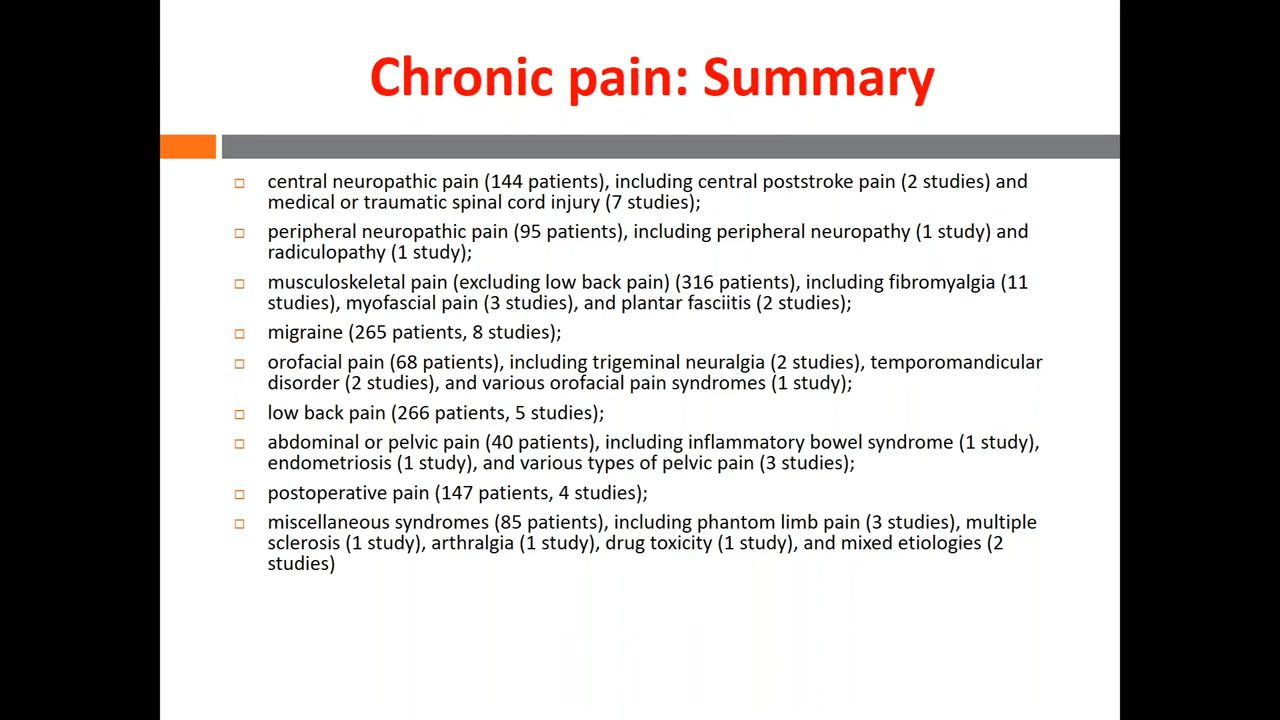 Chronic pain: Summary
central neuropathic pain (144 patients), including central poststroke pain (2 studies) and
medical or traumatic spinal cord injury (7 studies);
peripheral neuropathic pain (95 patients), including peripheral neuropathy (1 study) and
radiculopathy (1 study);
musculoskeletal pain (excluding low back pain) (316 patients), including fibromyalgia (11
studies), myofascial pain (3 studies), and plantar fasciitis (2 studies);
migraine (265 patients, 8 studies);
orofacial pain (68 patients), including trigeminal neuralgia (2 studies), temporomandicular
disorder (2 studies), and various orofacial pain syndromes (1 study);
low back pain (266 patients, 5 studies);
abdominal or pelvic pain (40 patients), including inflammatory bowel syndrome (1 study),
endometriosis (1 study), and various types of pelvic pain (3 studies);
postoperative pain (147 patients, 4 studies);
miscellaneous syndromes (85 patients), including phantom limb pain (3 studies), multiple
sclerosis (1 study), arthralgia (1 study), drug toxicity (1 study), and mixed etiologies (2
studies)